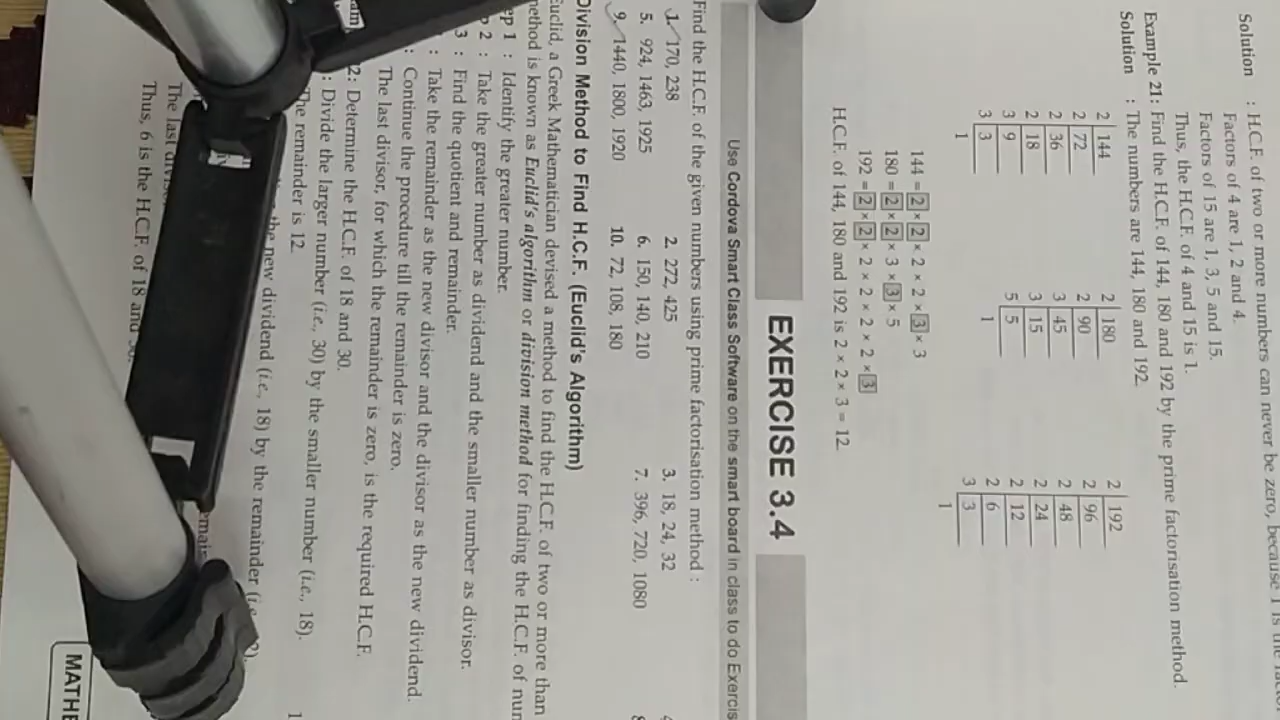 Solution : H.C.F. of two or more numbers can never be zero, because 1 is the
Factors of 4 are 1, 2 and 4.
Factors of 15 are 1, 3, 5 and 15.
Thus, the H.C.F. of 4 and 15 is 1.
Example 21: Find the H.C.F. of 144, 180 and 192 by the prime factorisation method.
Solution : The numbers are 144, 180 and 192.
2 144 2 180 2 192
2 72 2 90 2 96
2 36 3 45 2 48
2 18 3 15 2 24
3 9 5 5 2 12
3 3 1 2 6
1 3 3
1
144 = 2 × 2 × 2 × 2 × 3 × 3
180 = 2 × 2 × 3 × 3 × 5
192 = 2 × 2 × 2 × 2 × 2 × 2 × 3
H.C.F. of 144, 180 and 192 is 2 × 2 × 3 = 12.
EXERCISE 3.4
Use Cordova Smart Class Software on the smart board in class to do Exercis
Find the H.C.F. of the given numbers using prime factorisation method :
1. 170, 238 2. 272, 425 3. 18, 24, 32
5. 924, 1463, 1925 6. 150, 140, 210 7. 396, 720, 1080
9. 1440, 1800, 1920 10. 72, 108, 180
Division Method to Find H.C.F. (Euclid's Algorithm)
Euclid, a Greek Mathematician devised a method to find the H.C.F. of two or more than
method is known as Euclid's algorithm or division method for finding the H.C.F. of nu
ep 1 : Identify the greater number.
2 : Take the greater number as dividend and the smaller number as divisor.
3 : Find the quotient and remainder.
: Take the remainder as the new divisor and the divisor as the new dividend.
: Continue the procedure till the remainder is zero.
The last divisor, for which the remainder is zero, is the required H.C.F.
2: Determine the H.C.F. of 18 and 30.
: Divide the larger number (i.e., 30) by the smaller number (i.e., 18).
The remainder is 12.
the new dividend (i.e., 18) by the remainder
The last
Thus, 6 is the H.C.F. of 18 and 30.
MATHE